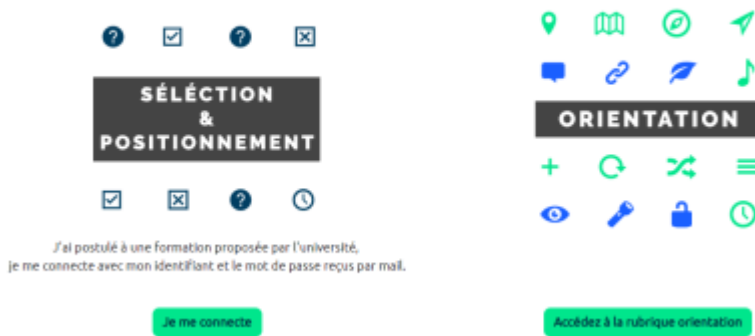 SÉLÉCTION
&
POSITIONNEMENT
J'ai postulé à une formation proposée par l'université,
je me connecte avec mon identifiant et le mot de passe reçus par mail.
Je me connecte
ORIENTATION
Accédez à la rubrique orientation